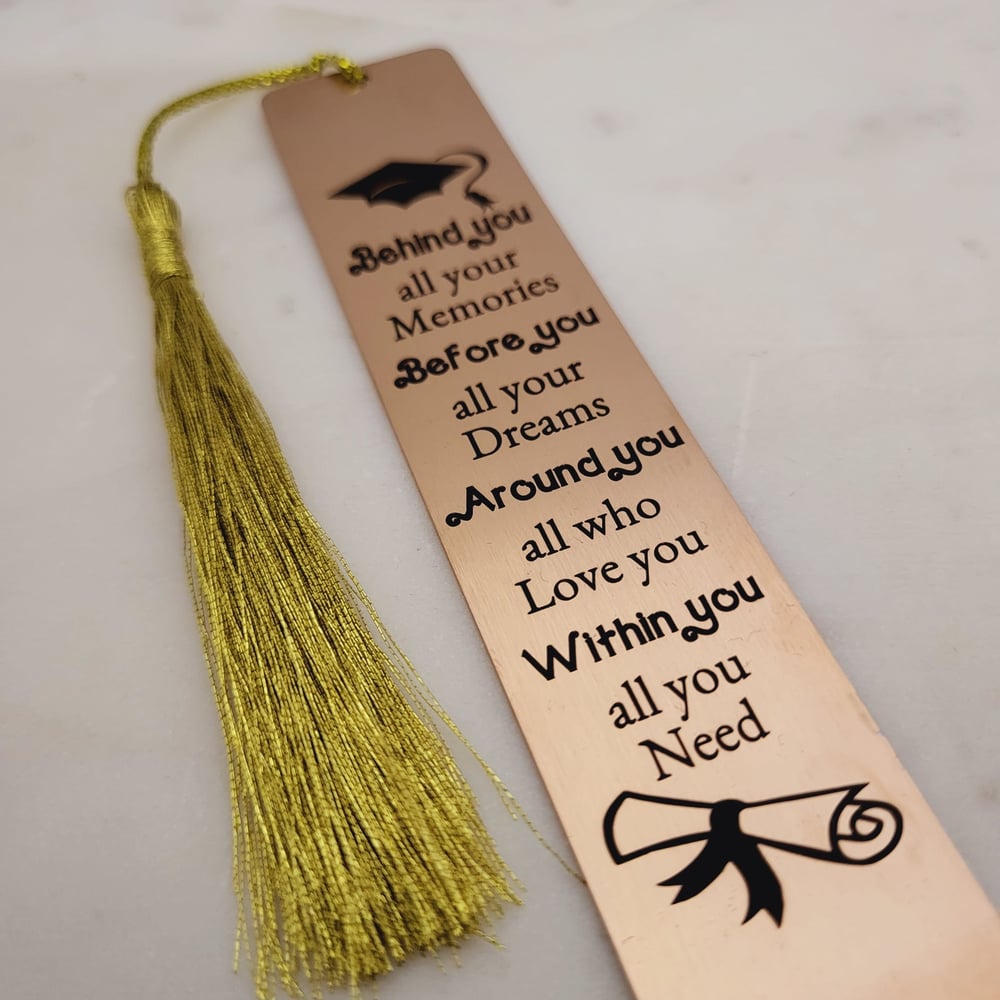 Behind you
all your
Memories
Before you
all your
Dreams
Around you
all who
Love you
Within you
all you
Need